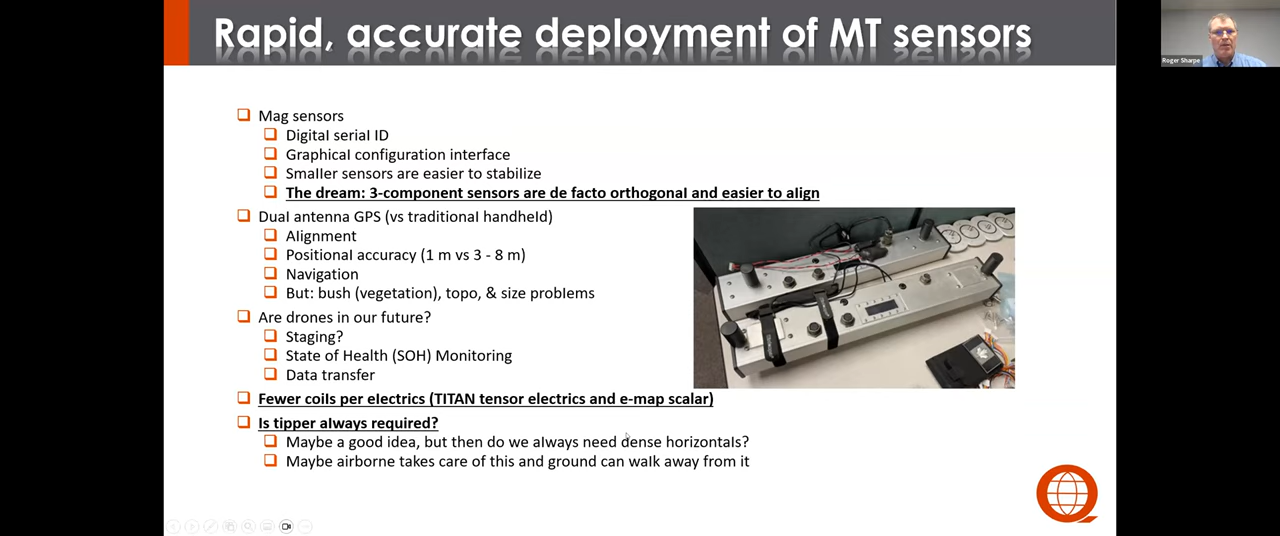 Rapid, accurate deployment of MT sensors
Roger Sharpe
Mag sensors
Digital serial ID
Graphical configuration interface
Smaller sensors are easier to stabilize
The dream: 3-component sensors are de facto orthogonal and easier to align
Dual antenna GPS (vs traditional handheld)
Alignment
Positional accuracy (1 m vs 3 - 8 m)
Navigation
But: bush (vegetation), topo, & size problems
Are drones in our future?
Staging?
State of Health (SOH) Monitoring
Data transfer
Fewer coils per electrics (TITAN tensor electrics and e-map scalar)
Is tipper always required?
Maybe a good idea, but then do we always need dense horizontals?
Maybe airborne takes care of this and ground can walk away from it